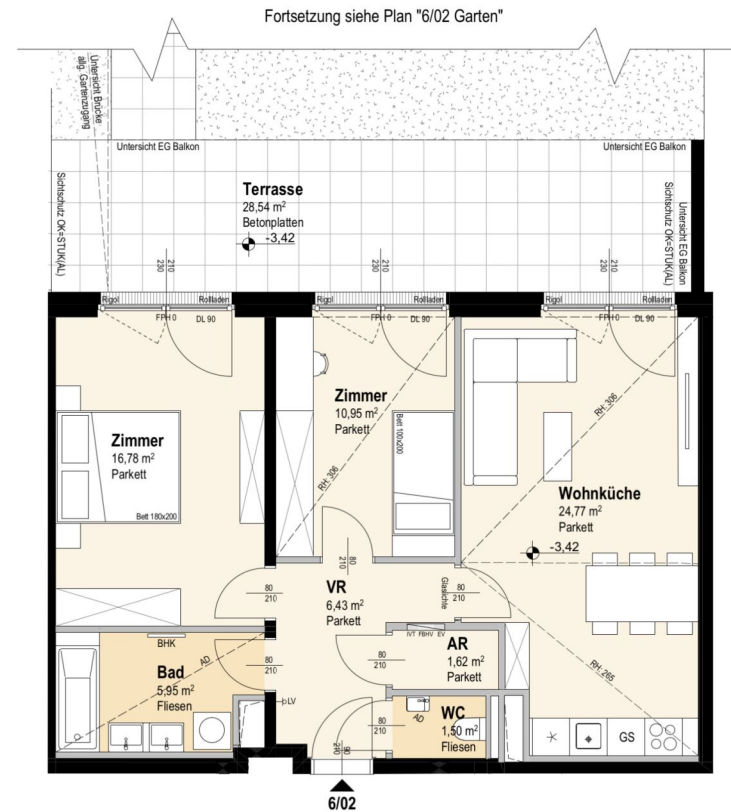 Fortsetzung siehe Plan "6/02 Garten"
Untersicht Brücke
allg. Gartenzugang
Untersicht EG Balkon
Untersicht EG Balkon
Sichtschutz OK=STUK(AL)
Terrasse
28,54 m²
Betonplatten
-3,42
Untersicht EG Balkon
Sichtschutz OK=STUK(AL)
230 210
230 210
230 210
Rigol Rollladen
Rigol Rollladen
Rigol Rollladen
FPH 0 DL 90
FPH 0 DL 90
FPH 0 DL 90
Zimmer
16,78 m²
Parkett
Bett 180x200
Zimmer
10,95 m²
Parkett
Bett 100x200
RH: 306
RH: 306
Wohnküche
24,77 m²
Parkett
-3,42
80
210
VR
6,43 m²
Parkett
80
210
Glaslichte
80
210
BHK
AD
Bad
5,95 m²
Fliesen
80
210
LV
IVT FBHV EV
AR
1,62 m²
Parkett
80
210
RH: 265
AD
WC
1,50 m²
Fliesen
80
210
90
210
GS
6/02